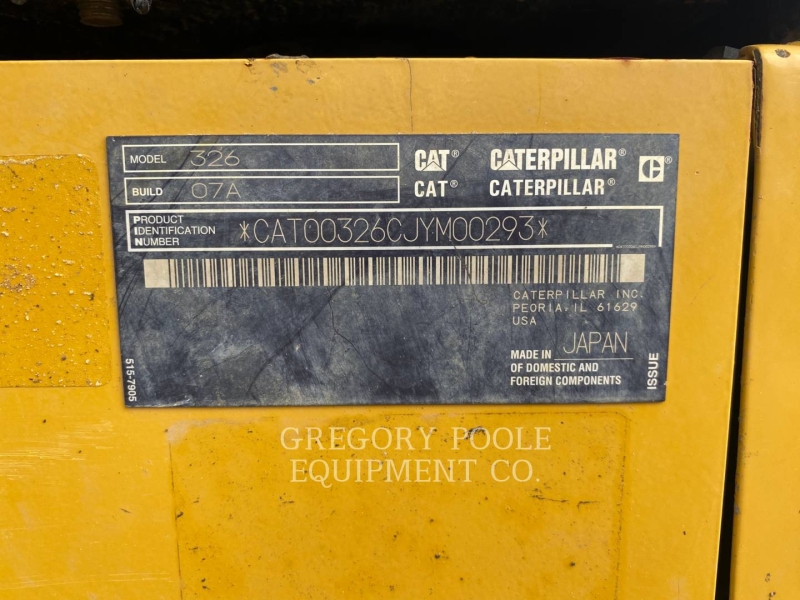 MODEL 326 CAT® CATERPILLAR®
BUILD 07A CAT® CATERPILLAR®
C®
PRODUCT
IDENTIFICATION
NUMBER
*CAT00326CJYM00293*
CATERPILLAR INC.
PEORIA, IL 61629
USA
MADE IN JAPAN
OF DOMESTIC AND
FOREIGN COMPONENTS
ISSUE
515-7905
GREGORY POOLE
EQUIPMENT CO.